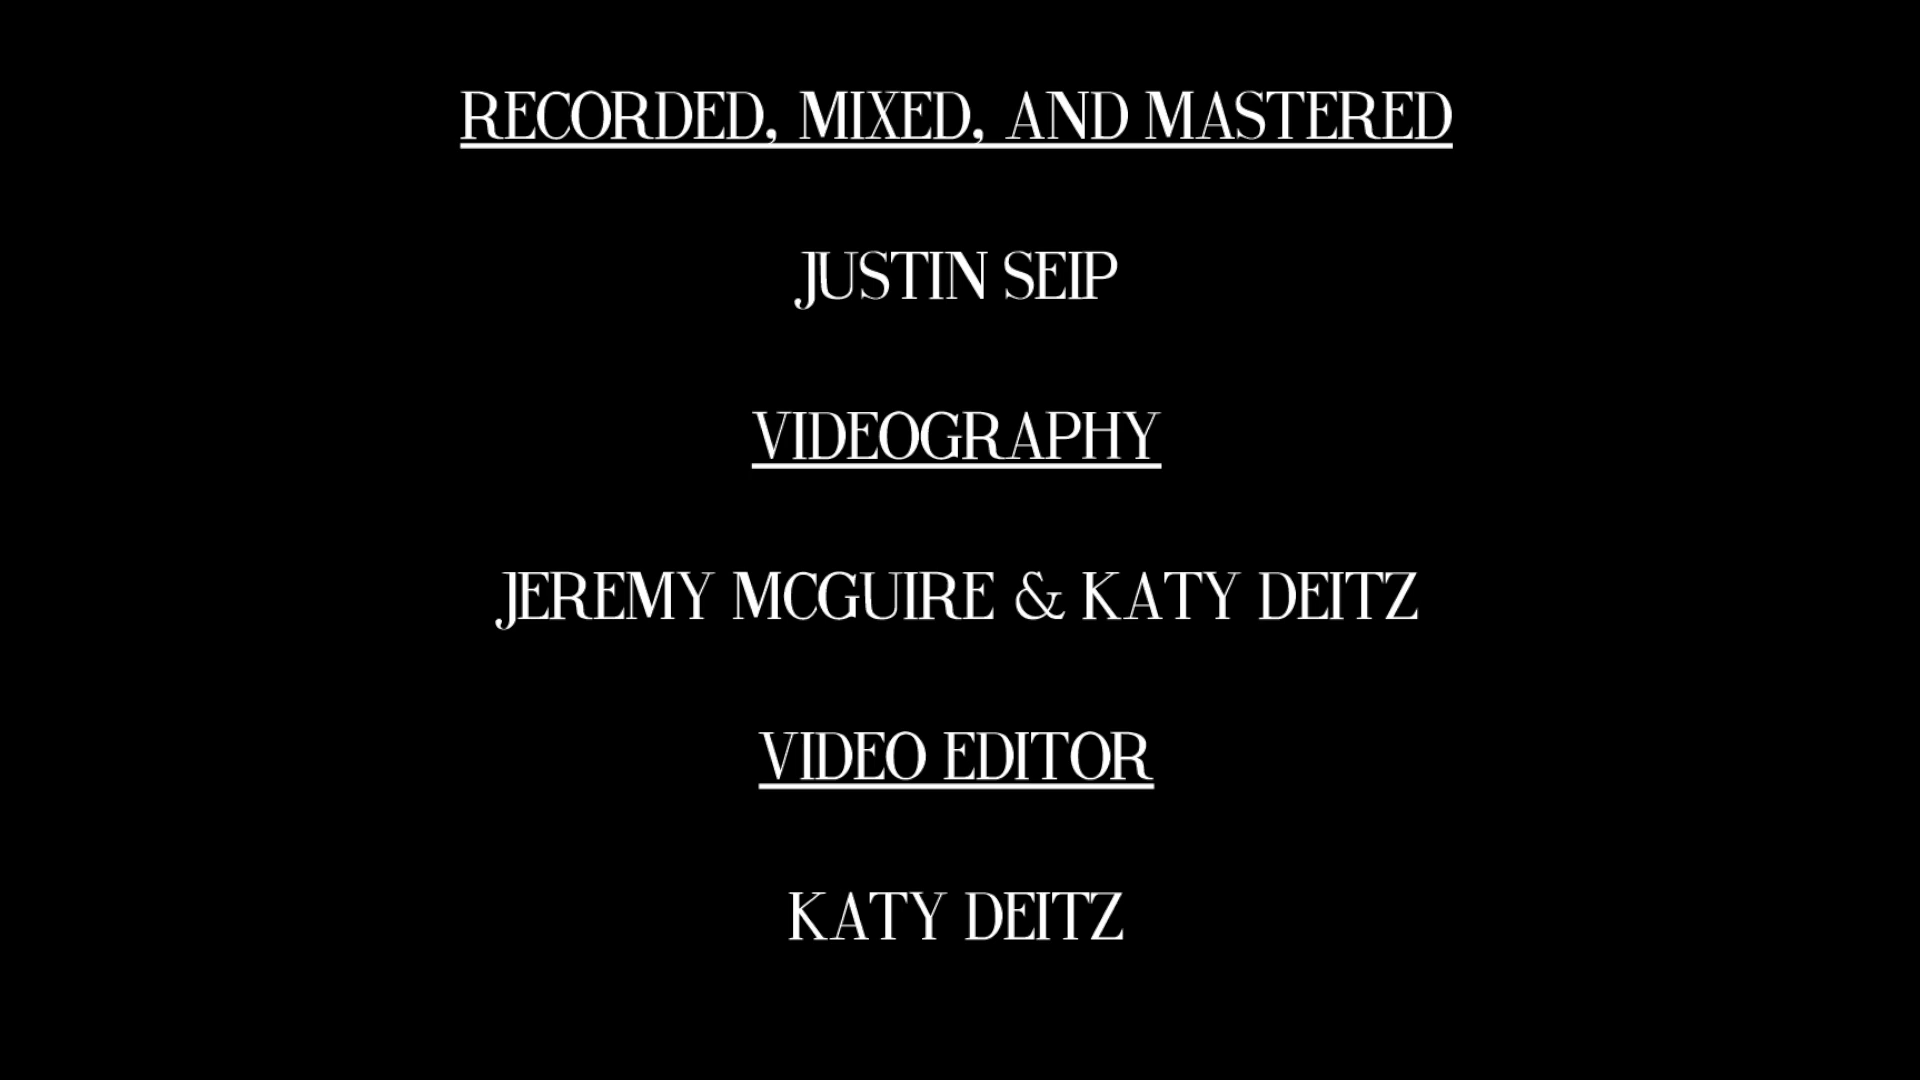 RECORDED, MIXED, AND MASTERED
JUSTIN SEIP
VIDEOGRAPHY
JEREMY MCGUIRE & KATY DEITZ
VIDEO EDITOR
KATY DEITZ